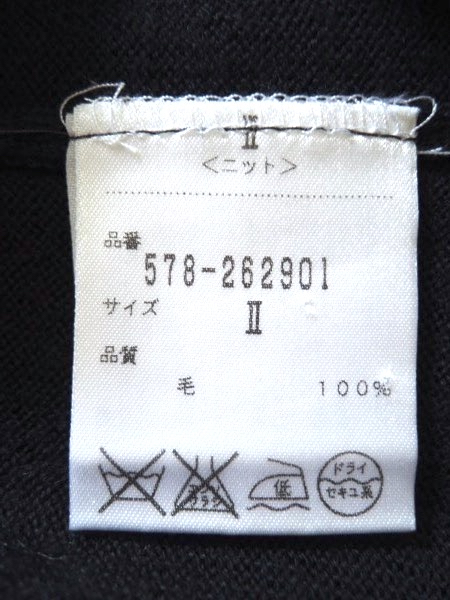 II
<ニット>
品番
578-262901
サイズ
II
品質
毛 100%
低
ドライ
セキユ系